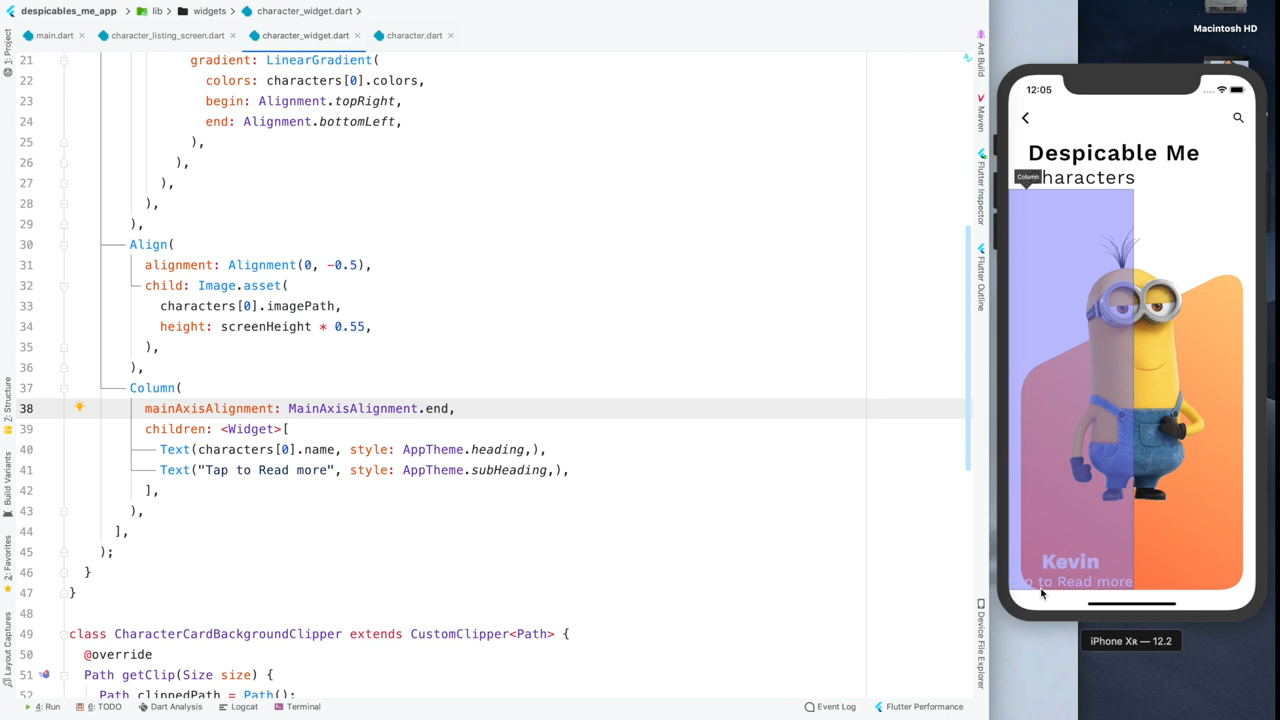 despicables_me_app
lib
widgets
character_widget.dart
main.dart
character_listing_screen.dart
character_widget.dart
character.dart
21 gradient: LinearGradient(
22 colors: characters[0].colors,
23 begin: Alignment.topRight,
24 end: Alignment.bottomLeft,
25 ),
26 ),
27 ),
28 ),
29 ),
30 Align(
31 alignment: Alignment(0, -0.5),
32 child: Image.asset(
33 characters[0].imagePath,
34 height: screenHeight * 0.55,
35 ),
36 ),
37 Column(
38 mainAxisAlignment: MainAxisAlignment.end,
39 children: <Widget>[
40 Text(characters[0].name, style: AppTheme.heading,),
41 Text("Tap to Read more", style: AppTheme.subHeading,),
42 ],
43 ),
44 ],
45 );
46 }
47 }
48
49 class CharacterCardBackgroundClipper extends CustomClipper<Path> {
50 @override
51 Path getClip(Size size) {
52 Path clippedPath = Path();
1: Project
7: Structure
Build Variants
2: Favorites
Layout Captures
Ant Build
Maven
Flutter Inspector
Flutter Outline
Device File Explorer
4: Run
6: TODO
Dart Analysis
Logcat
Terminal
Event Log
Flutter Performance
Macintosh HD
12:05
Despicable Me
Column
haracters
Kevin
p to Read more
iPhone Xʀ — 12.2